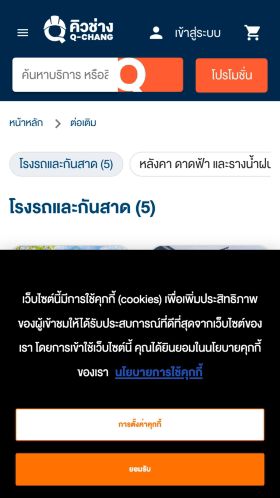 คิวช่าง
Q-CHANG
เข้าสู่ระบบ
ค้นหาบริการ หรือสิ
โปรโมชั่น
หน้าหลัก > ต่อเติม
โรงรถและกันสาด (5)
หลังคา ดาดฟ้า และรางน้ำฝน
โรงรถและกันสาด (5)
เว็บไซต์นี้มีการใช้คุกกี้ (cookies) เพื่อเพิ่มประสิทธิภาพ
ของผู้เข้าชมให้ได้รับประสบการณ์ที่ดีที่สุดจากเว็บไซต์ของ
เรา โดยการเข้าใช้เว็บไซต์นี้ คุณได้ยินยอมในนโยบายคุกกี้
ของเรา นโยบายการใช้คุกกี้
การตั้งค่าคุกกี้
ยอมรับ